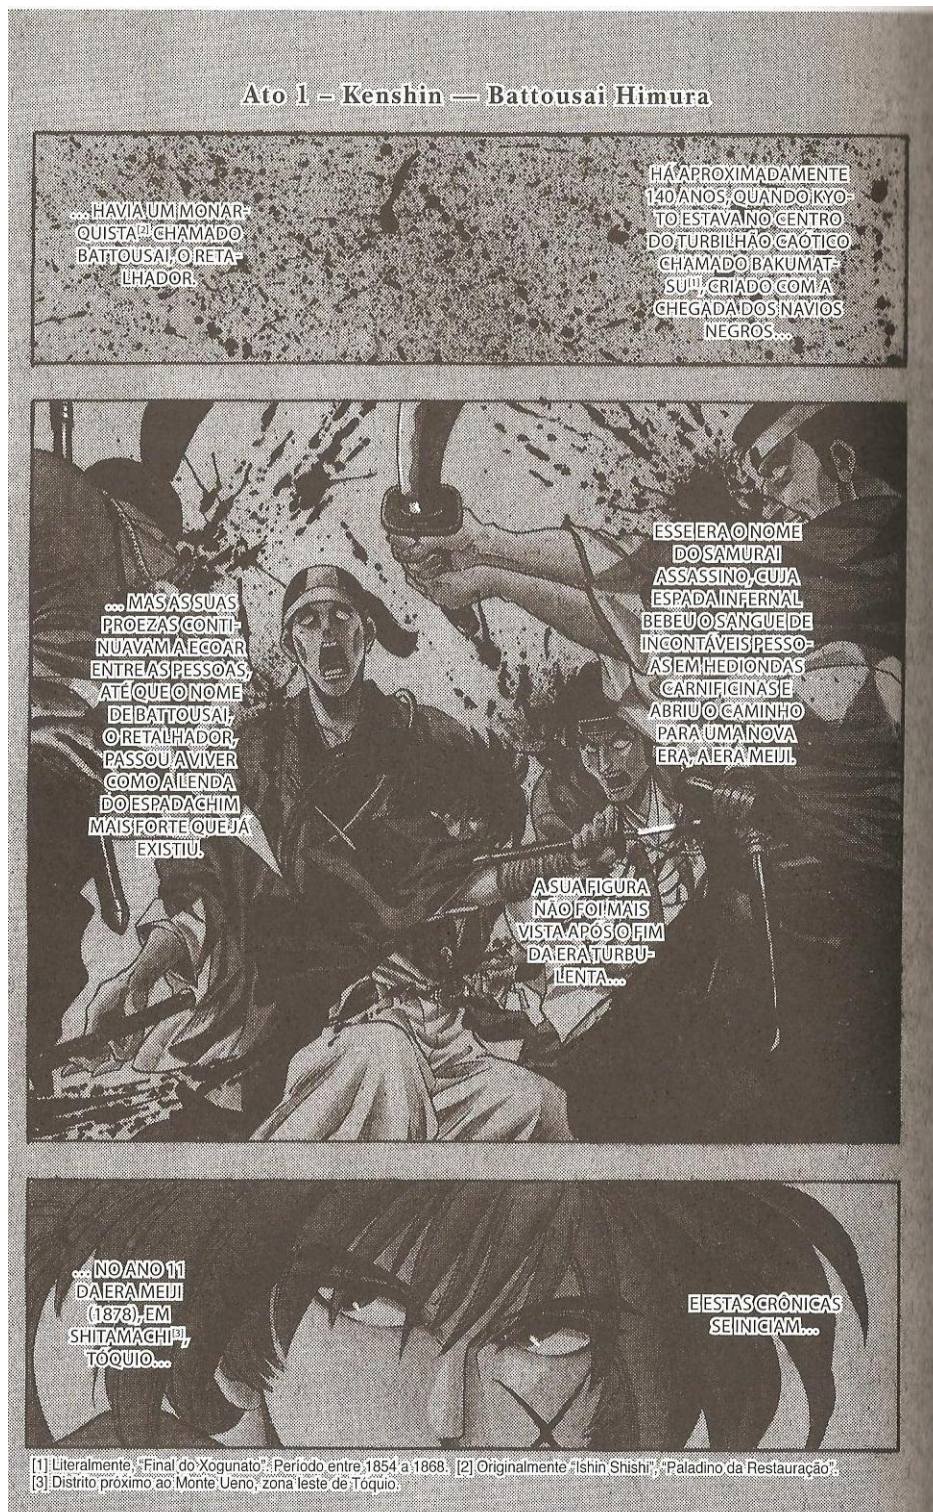 Ato 1 – Kenshin — Battousai Himura
HÁ APROXIMADAMENTE
140 ANOS, QUANDO KYO-
TO ESTAVA NO CENTRO
DO TURBILHÃO CAÓTICO
CHAMADO BAKUMAT-
SU[1], CRIADO COM A
CHEGADA DOS NAVIOS
NEGROS...
... HAVIA UM MONAR-
QUISTA[2] CHAMADO
BATTOUSAI, O RETA-
LHADOR.
ESSE ERA O NOME
DO SAMURAI
ASSASSINO, CUJA
ESPADA INFERNAL
BEBEU O SANGUE DE
INCONTÁVEIS PESSO-
AS EM HEDIONDAS
CARNIFICINAS E
ABRIU O CAMINHO
PARA UMA NOVA
ERA, A ERA MEIJI.
A SUA FIGURA
NÃO FOI MAIS
VISTA APÓS O FIM
DA ERA TURBU-
LENTA...
... MAS AS SUAS
PROEZAS CONTI-
NUAVAM A ECOAR
ENTRE AS PESSOAS,
ATÉ QUE O NOME
DE BATTOUSAI,
O RETALHADOR,
PASSOU A VIVER
COMO A LENDA
DO ESPADACHIM
MAIS FORTE QUE JÁ
EXISTIU.
E ESTAS CRÔNICAS
SE INICIAM...
... NO ANO 11
DA ERA MEIJI
(1878), EM
SHITAMACHI[3],
TÓQUIO...
[1] Literalmente, “Final do Xogunato”. Período entre 1854 a 1868. [2] Originalmente “Ishin Shishi”, “Paladino da Restauração”.
[3] Distrito próximo ao Monte Ueno, zona leste de Tóquio.